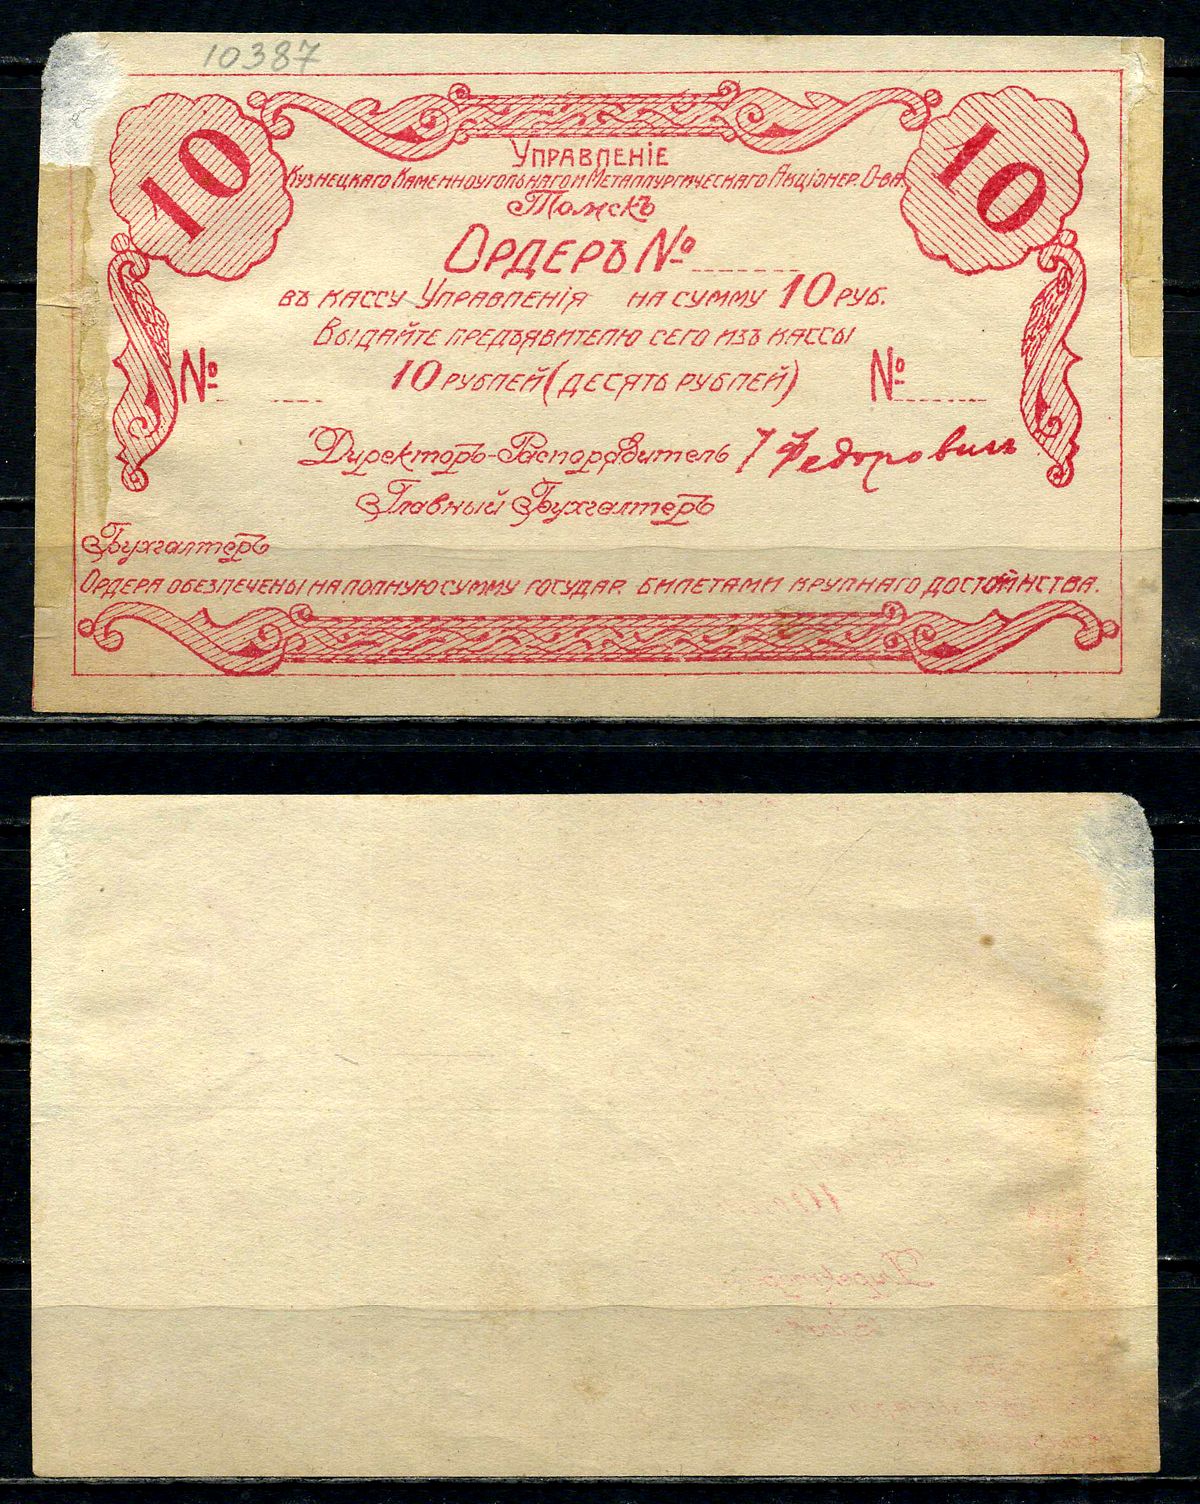 10387
10
10
Управленіе
Кузнецкаго Каменноугольнаго и Металлургическаго Акціонер. О-ва.
Томскъ
Ордеръ №
въ кассу Управленія на сумму 10 руб.
Выдайте предъявителю сего изъ кассы
№ 10 рублей (десять рублей) №
Директоръ-Распорядитель І Федоровичъ
Главный Бухгалтеръ
Бухгалтеръ
Ордера обезпечены на полную сумму государ. билетами крупнаго достоинства.